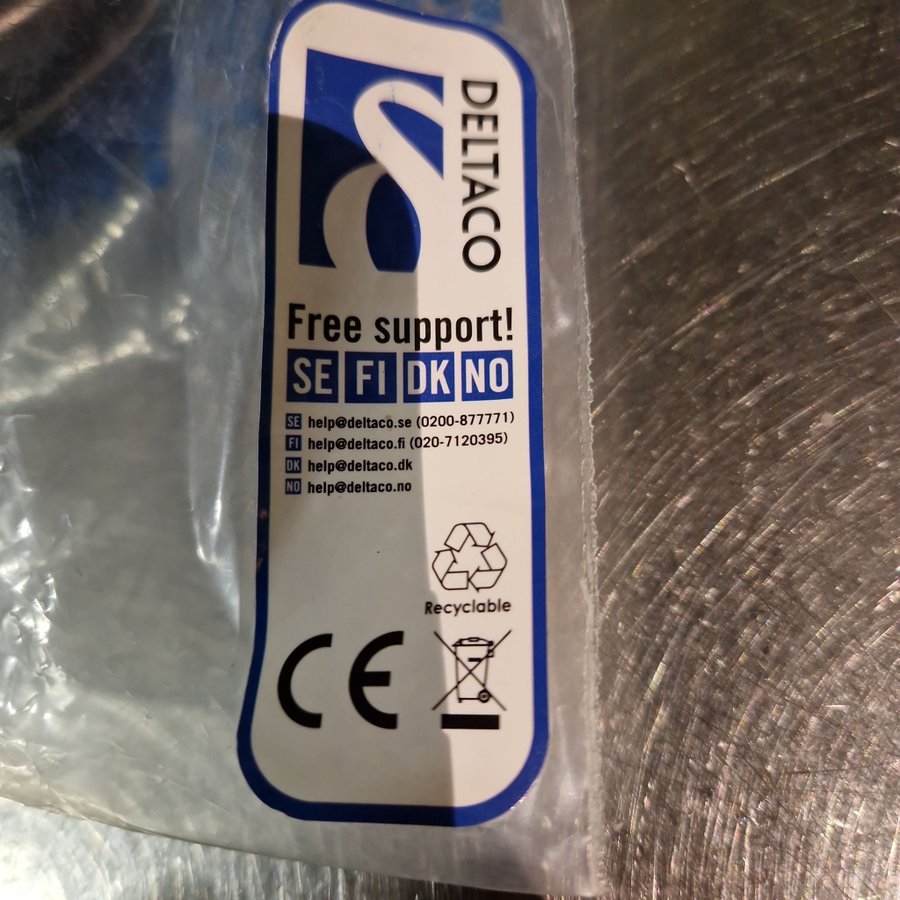 DELTACO
Free support!
SE FI DK NO
SE help@deltaco.se (0200-877771)
FI help@deltaco.fi (020-7120395)
DK help@deltaco.dk
NO help@deltaco.no
Recyclable
CE